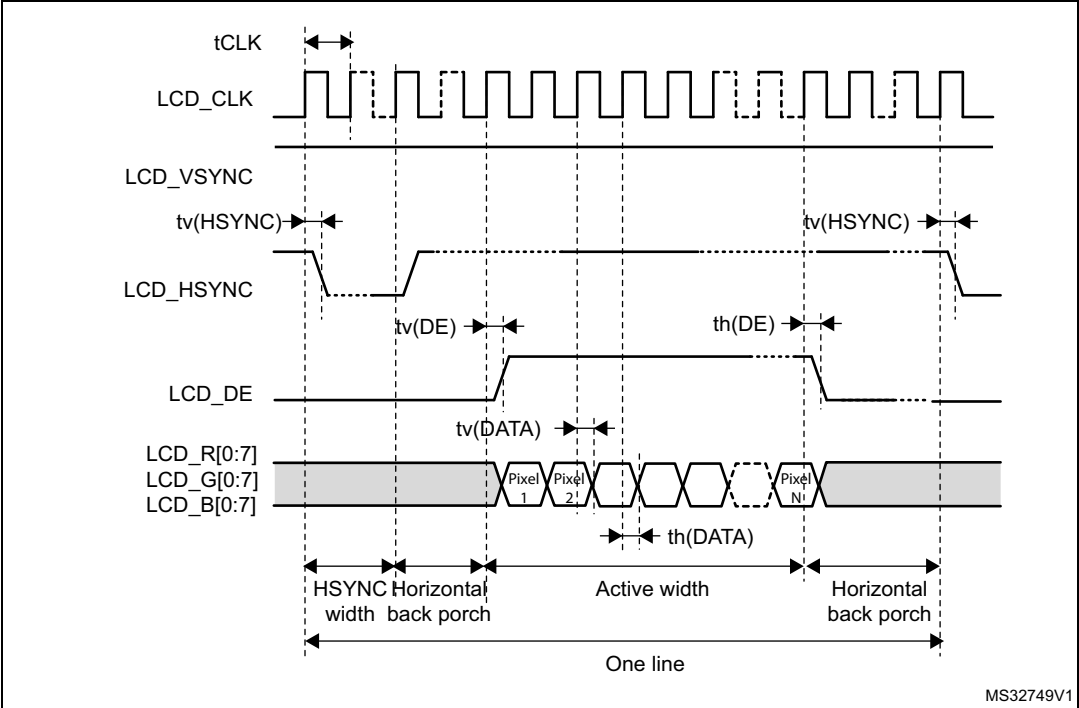 tCLK
LCD_CLK
LCD_VSYNC
tv(HSYNC)
tv(HSYNC)
LCD_HSYNC
tv(DE)
th(DE)
LCD_DE
tv(DATA)
LCD_R[0:7]
LCD_G[0:7]
LCD_B[0:7]
Pixel 1
Pixel 2
Pixel N
th(DATA)
HSYNC width
Horizontal back porch
Active width
Horizontal back porch
One line
MS32749V1